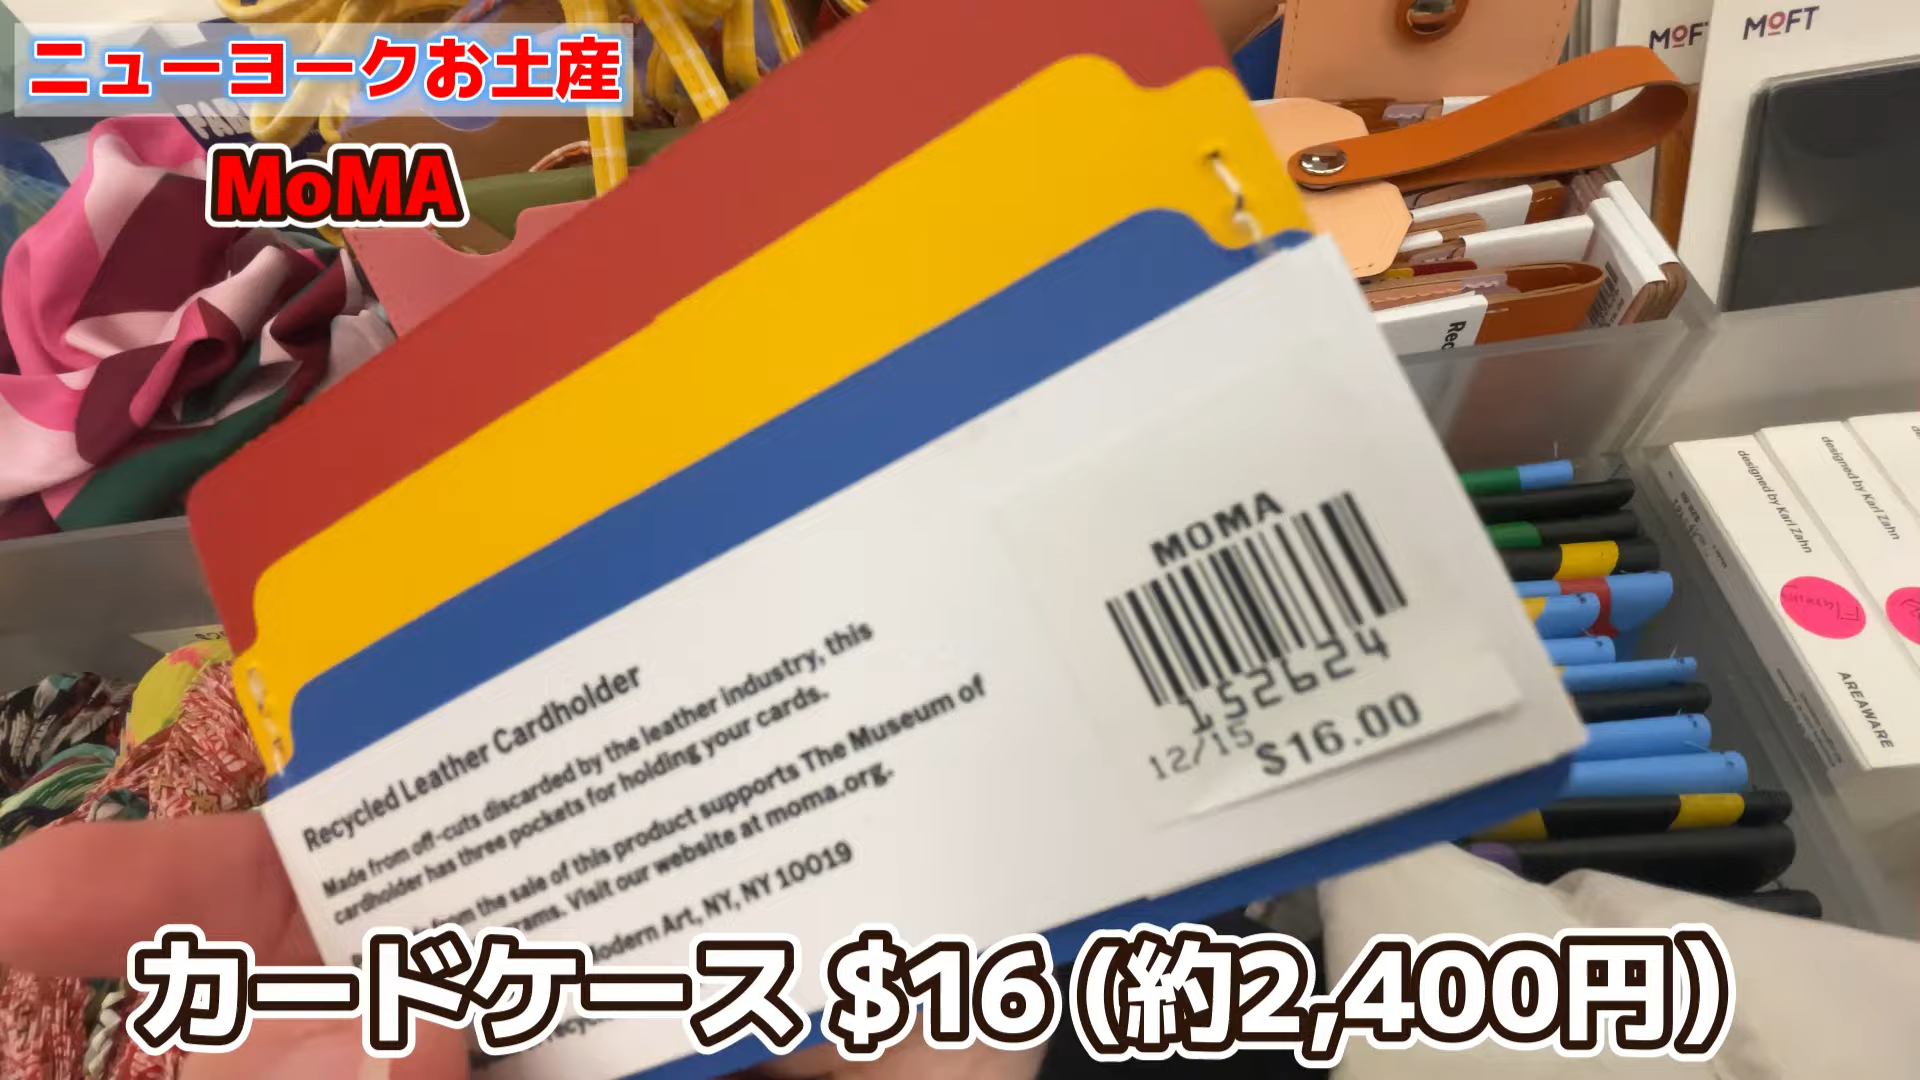 ニューヨークお土産
MoMA
MOFT
FAR
Recycled Leather Cardholder
Made from off-cuts discarded by the leather industry, this
cardholder has three pockets for holding your cards.
from the sale of this product supports The Museum of
Visit our website at moma.org.
Modern Art, NY, NY 10019
MOMA
152624
12/15
$16.00
designed by Karl Zahn
designed by Karl Zahn
AREAWARE
カードケース $16 (約2,400円)